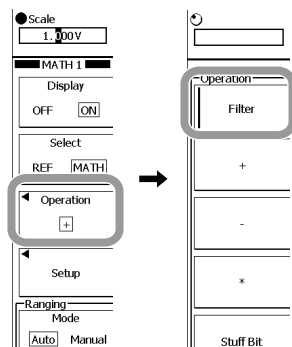 Scale
1.000V
MATH 1
Display
OFF ON
Select
REF MATH
Operation
+
Setup
Ranging
Mode
Auto Manual
Operation
Filter
+
-
*
Stuff Bit